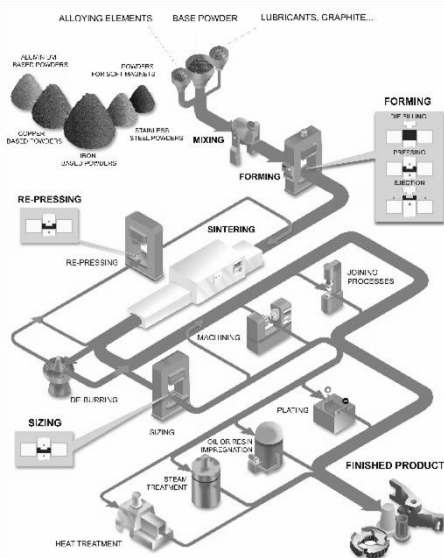 ALLOYING ELEMENTS
BASE POWDER
LUBRICANTS, GRAPHITE...
ALUMINIUM
BASED POWDERS
POWDERS
FOR SOFT MAGNETS
COPPER
BASED POWDERS
IRON
BASED POWDERS
STAINLESS
STEEL POWDERS
MIXING
FORMING
FORMING
DIE FILLING
PRESSING
EJECTION
RE-PRESSING
RE-PRESSING
SINTERING
JOINING
PROCESSES
MACHINING
DE-BURRING
SIZING
SIZING
PLATING
OIL OR RESIN
IMPREGNATION
STEAM
TREATMENT
HEAT TREATMENT
FINISHED PRODUCT